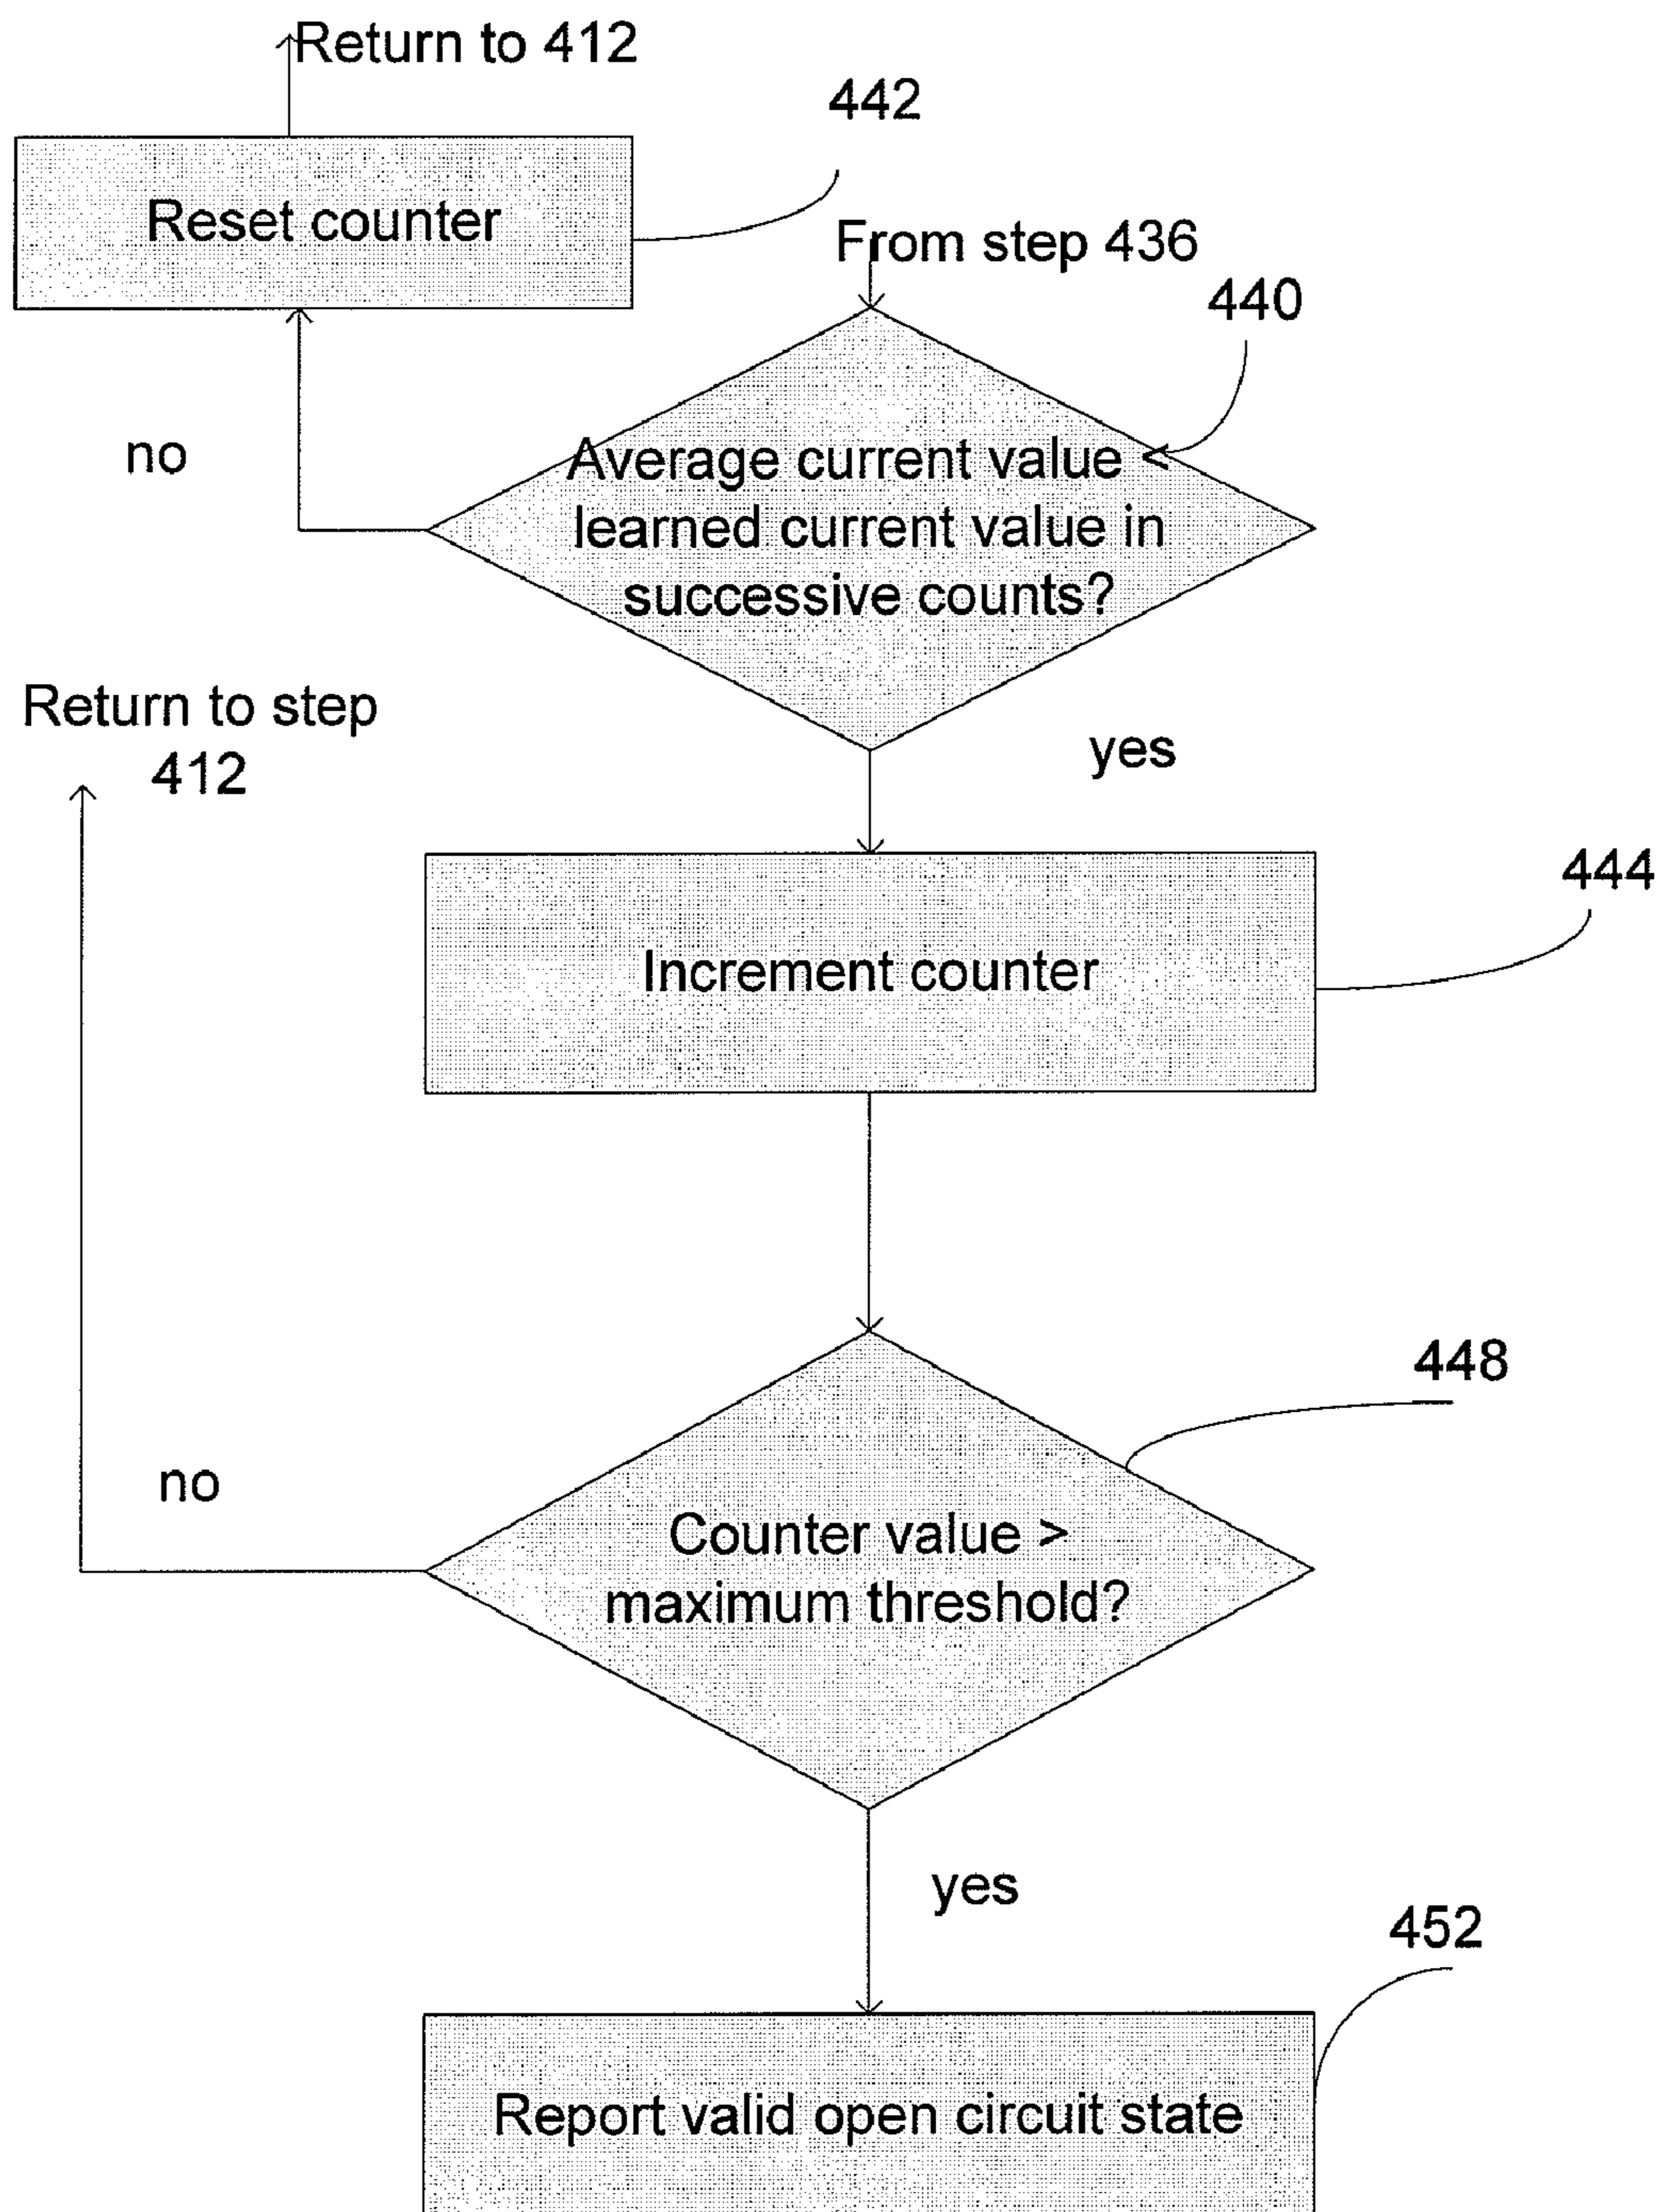 Return to 412
442
Reset counter
From step 436
440
no
Average current value <
learned current value in
successive counts?
Return to step
412
yes
444
Increment counter
448
no
Counter value >
maximum threshold?
yes
452
Report valid open circuit state